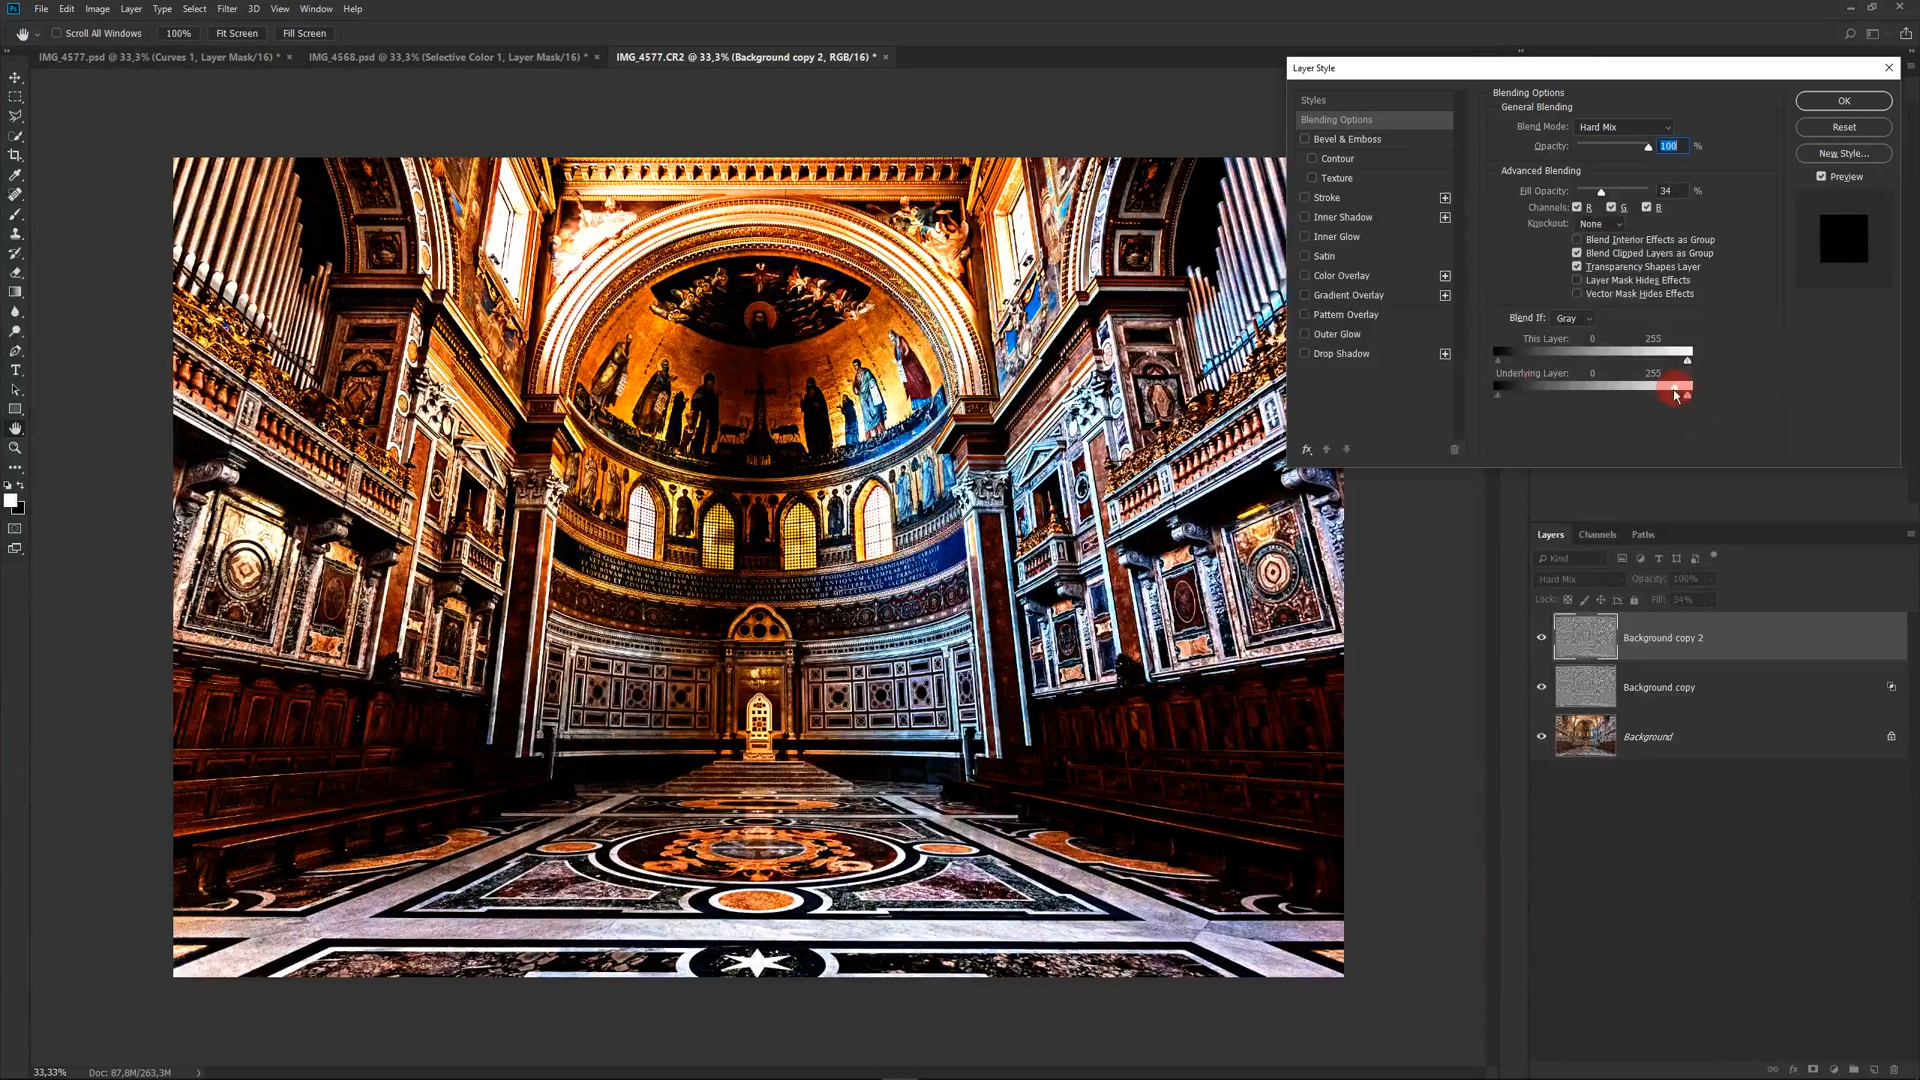 Ps File Edit Image Layer Type Select Filter 3D View Window Help
Scroll All Windows 100% Fit Screen Fill Screen
IMG_4577.psd @ 33,3% (Curves 1, Layer Mask/16) * × IMG_4568.psd @ 33,3% (Selective Color 1, Layer Mask/16) * × IMG_4577.CR2 @ 33,3% (Background copy 2, RGB/16) * ×
Layer Style
Styles
Blending Options
Bevel & Emboss
Contour
Texture
Stroke
Inner Shadow
Inner Glow
Satin
Color Overlay
Gradient Overlay
Pattern Overlay
Outer Glow
Drop Shadow
fx
Blending Options
General Blending
Blend Mode: Hard Mix
Opacity: 100 %
Advanced Blending
Fill Opacity: 34 %
Channels: R G B
Knockout: None
Blend Interior Effects as Group
Blend Clipped Layers as Group
Transparency Shapes Layer
Layer Mask Hides Effects
Vector Mask Hides Effects
Blend If: Gray
This Layer: 0 255
Underlying Layer: 0 255
OK
Reset
New Style...
Preview
Layers Channels Paths
Kind
Hard Mix Opacity: 100%
Lock: Fill: 34%
Background copy 2
Background copy
Background
33,33% Doc: 87,8M/263,3M
fx